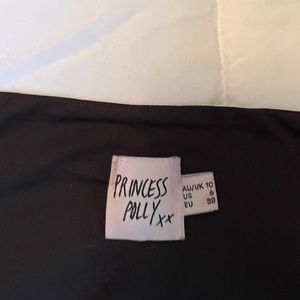 PRINCESS
POLLY xx
AU/UK 10
US 6
EU 38